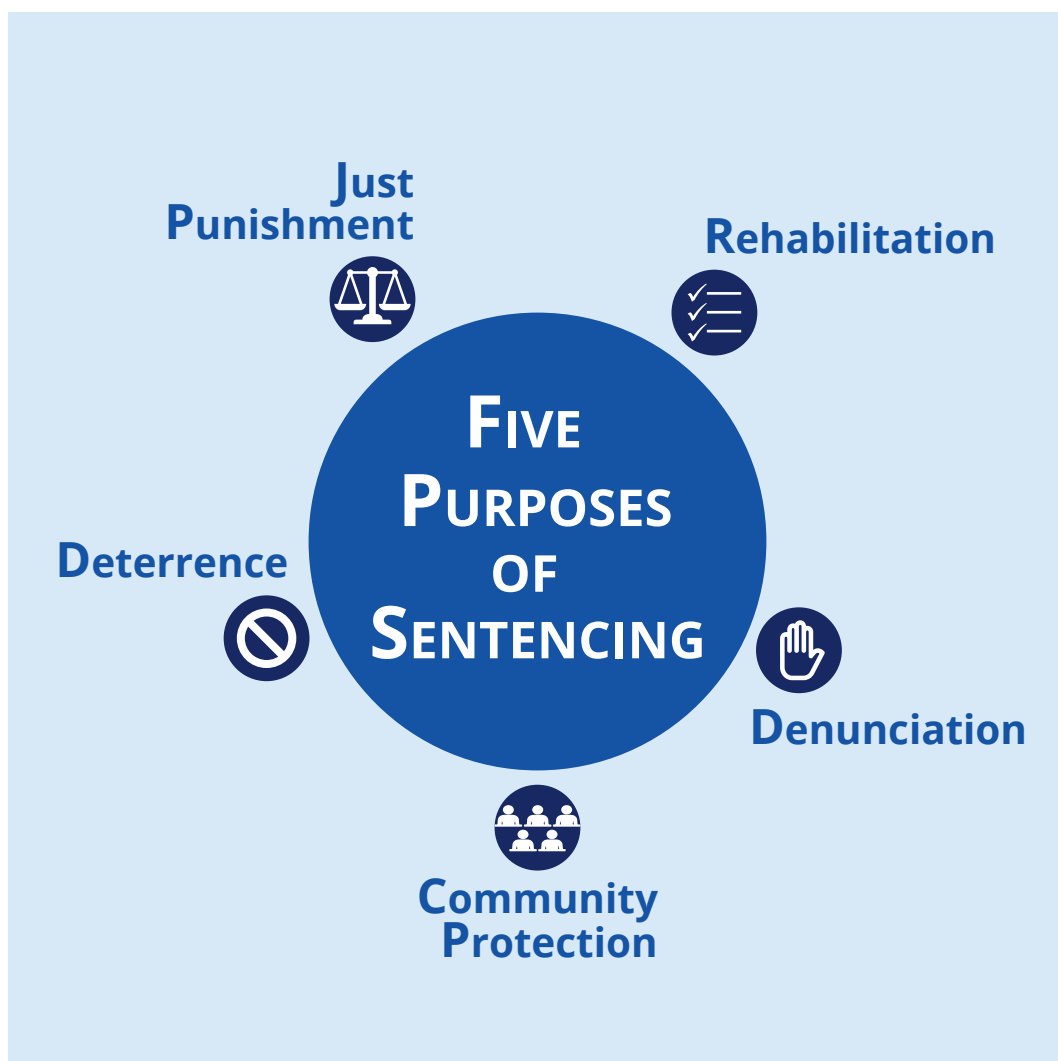 Just
Punishment
Rehabilitation
Five
Purposes
of
Sentencing
Deterrence
Denunciation
Community
Protection